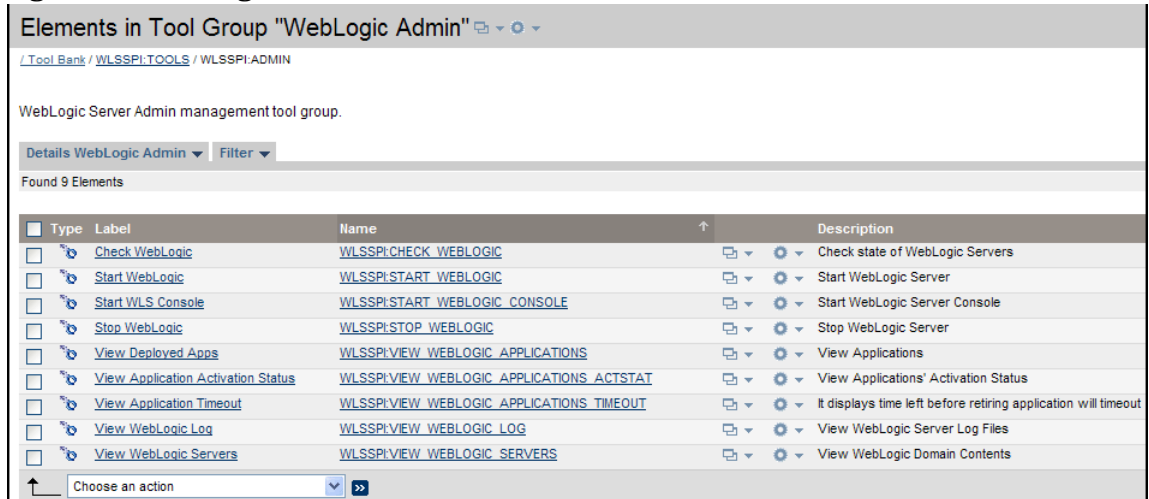 Elements in Tool Group "WebLogic Admin"
/ Tool Bank / WLSSPI:TOOLS / WLSSPI:ADMIN
WebLogic Server Admin management tool group.
Details WebLogic Admin Filter
Found 9 Elements
Type Label Name Description
Check WebLogic WLSSPI:CHECK_WEBLOGIC Check state of WebLogic Servers
Start WebLogic WLSSPI:START_WEBLOGIC Start WebLogic Server
Start WLS Console WLSSPI:START_WEBLOGIC_CONSOLE Start WebLogic Server Console
Stop WebLogic WLSSPI:STOP_WEBLOGIC Stop WebLogic Server
View Deployed Apps WLSSPI:VIEW_WEBLOGIC_APPLICATIONS View Applications
View Application Activation Status WLSSPI:VIEW_WEBLOGIC_APPLICATIONS_ACTSTAT View Applications' Activation Status
View Application Timeout WLSSPI:VIEW_WEBLOGIC_APPLICATIONS_TIMEOUT It displays time left before retiring application will timeout
View WebLogic Log WLSSPI:VIEW_WEBLOGIC_LOG View WebLogic Server Log Files
View WebLogic Servers WLSSPI:VIEW_WEBLOGIC_SERVERS View WebLogic Domain Contents
Choose an action